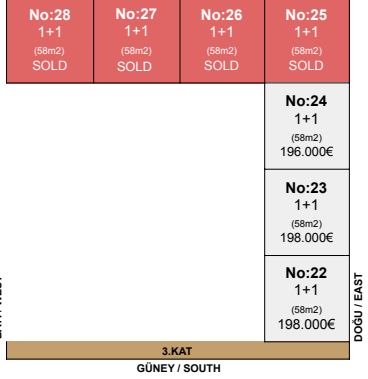 No:28
1+1
(58m2)
SOLD
No:27
1+1
(58m2)
SOLD
No:26
1+1
(58m2)
SOLD
No:25
1+1
(58m2)
SOLD
No:24
1+1
(58m2)
196.000€
No:23
1+1
(58m2)
198.000€
No:22
1+1
(58m2)
198.000€
DOĞU / EAST
3.KAT
GÜNEY / SOUTH